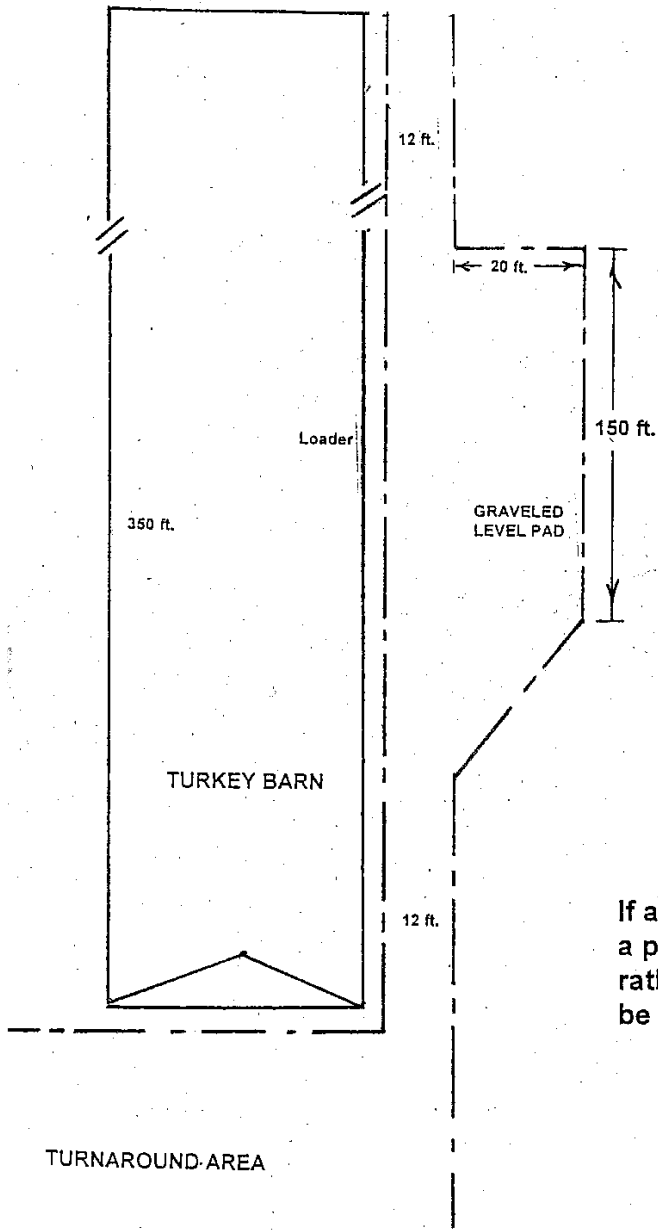 12 ft.
20 ft.
150 ft.
Loader
GRAVELED
LEVEL PAD
350 ft.
TURKEY BARN
12 ft.
If a
a p
rat
be
TURNAROUND AREA